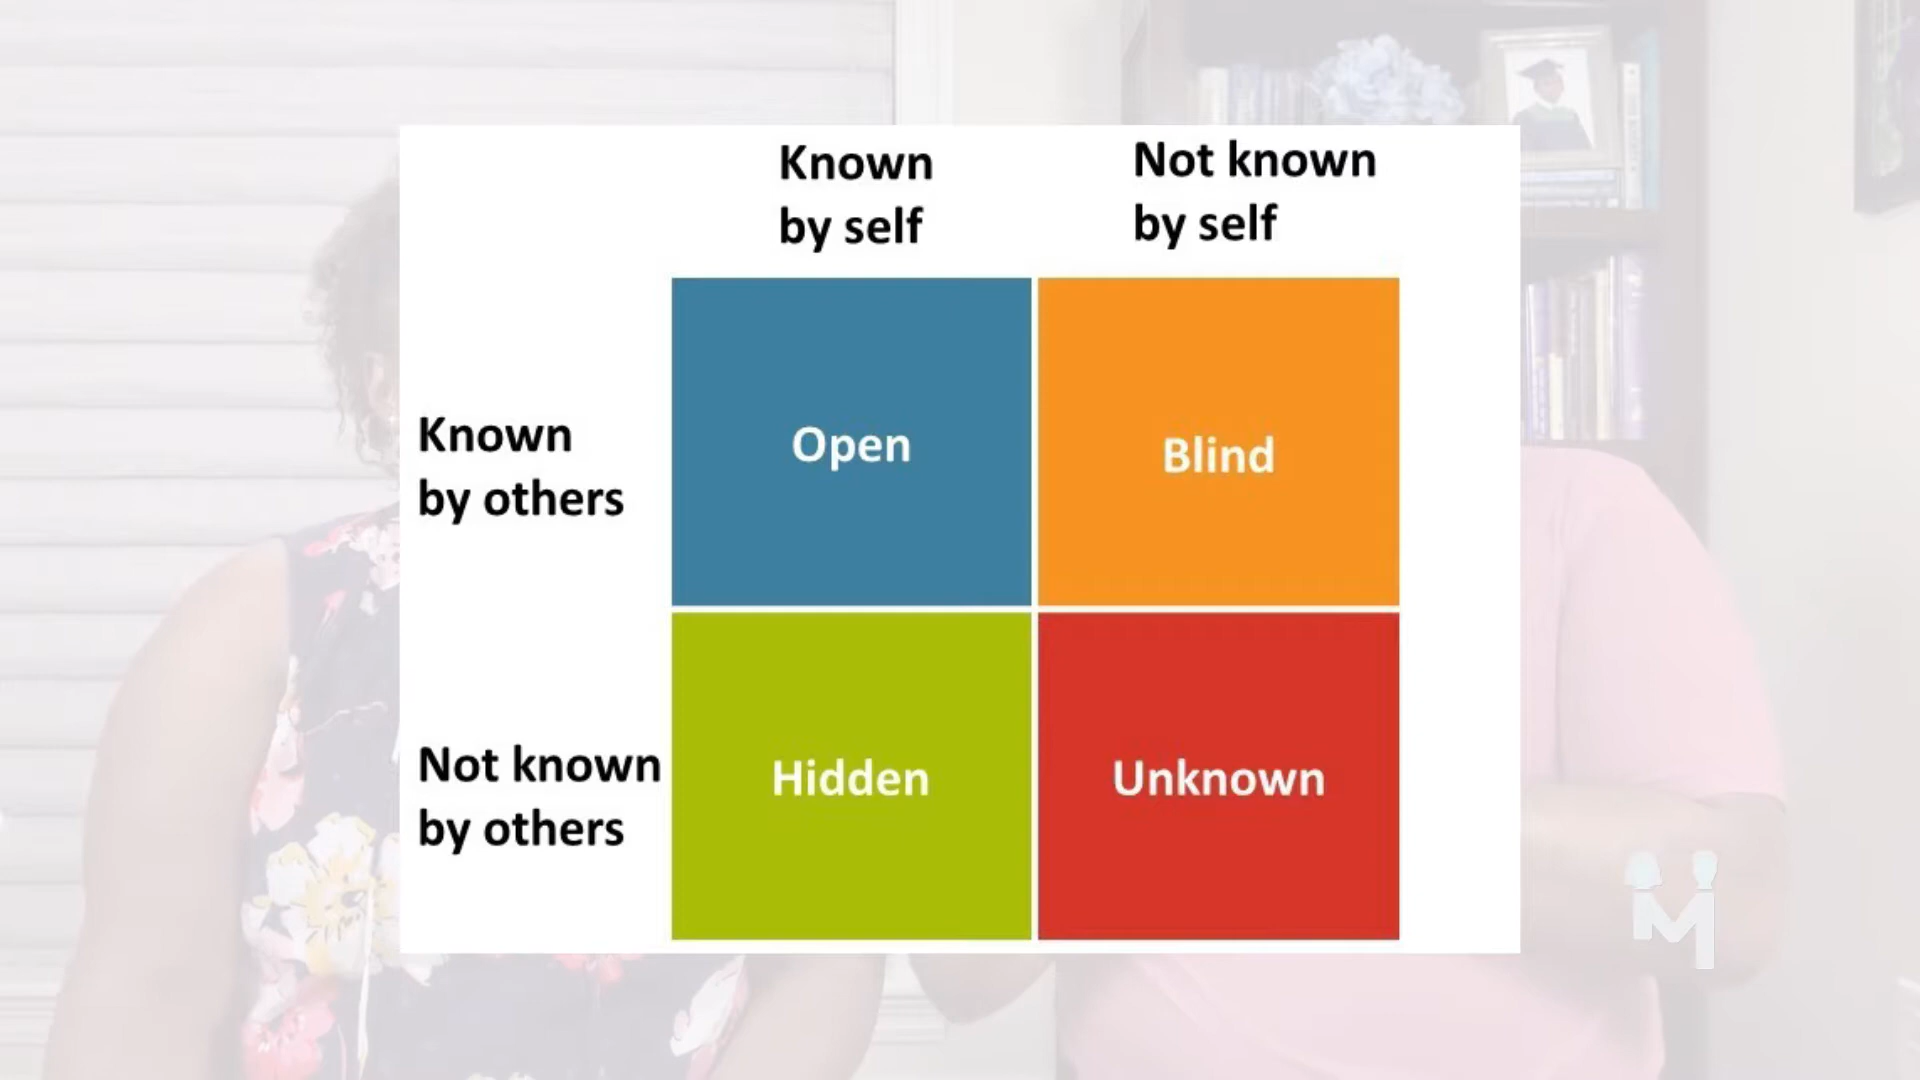 Known
by self
Not known
by self
Known
by others
Open
Blind
Not known
by others
Hidden
Unknown
M